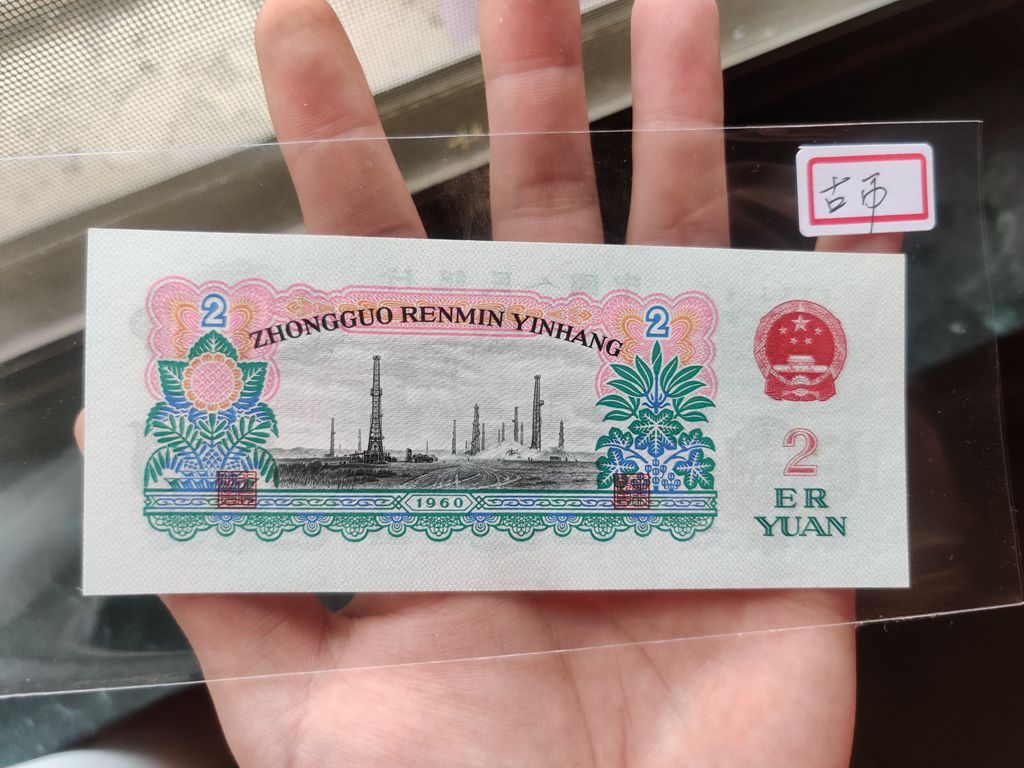 古币
2
2
ZHONGGUO RENMIN YINHANG
1960
2
ER
YUAN